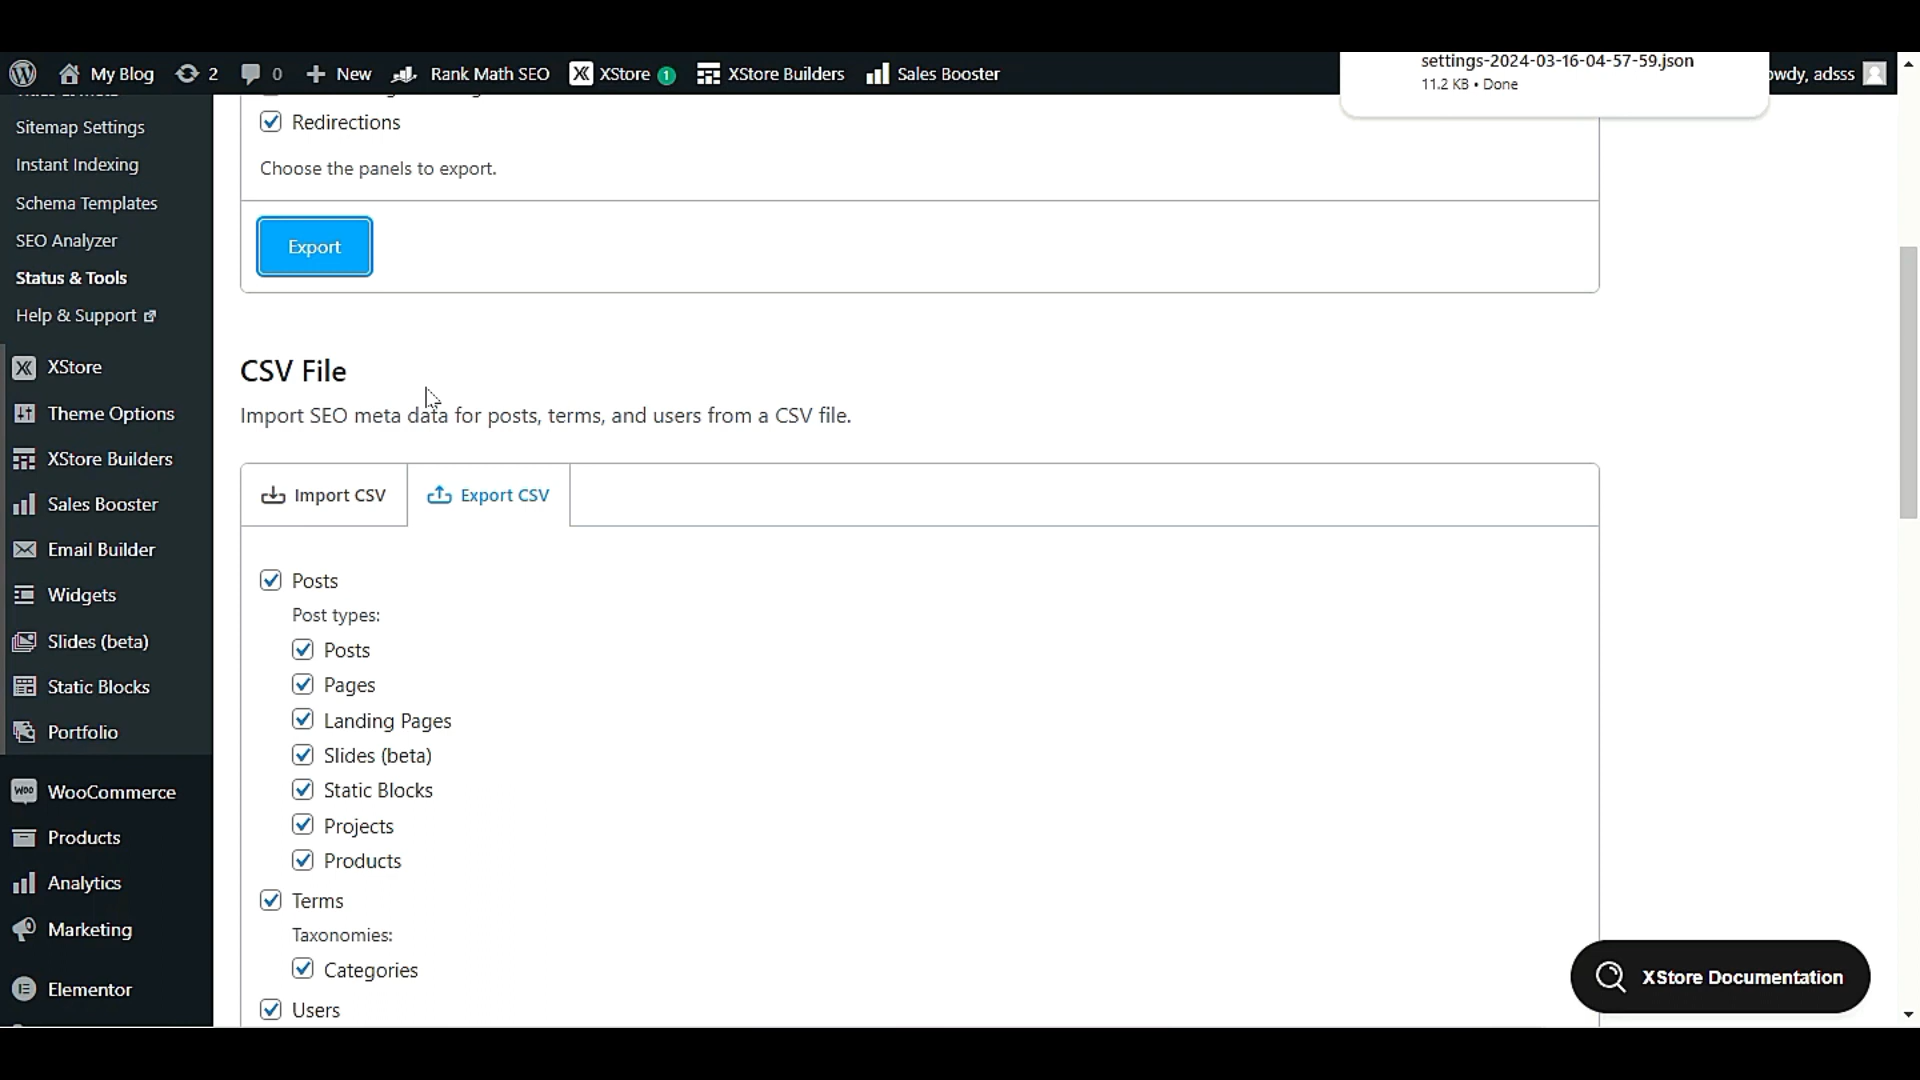 My Blog 2 0 New Rank Math SEO XStore 1 XStore Builders Sales Booster
settings-2024-03-16-04-57-59.json
11.2 KB • Done
owdy, adsss
Sitemap Settings
Instant Indexing
Schema Templates
SEO Analyzer
Status & Tools
Help & Support
XStore
Theme Options
XStore Builders
Sales Booster
Email Builder
Widgets
Slides (beta)
Static Blocks
Portfolio
WooCommerce
Products
Analytics
Marketing
Elementor
Redirections
Choose the panels to export.
Export
CSV File
Import SEO meta data for posts, terms, and users from a CSV file.
Import CSV
Export CSV
Posts
Post types:
Posts
Pages
Landing Pages
Slides (beta)
Static Blocks
Projects
Products
Terms
Taxonomies:
Categories
Users
XStore Documentation